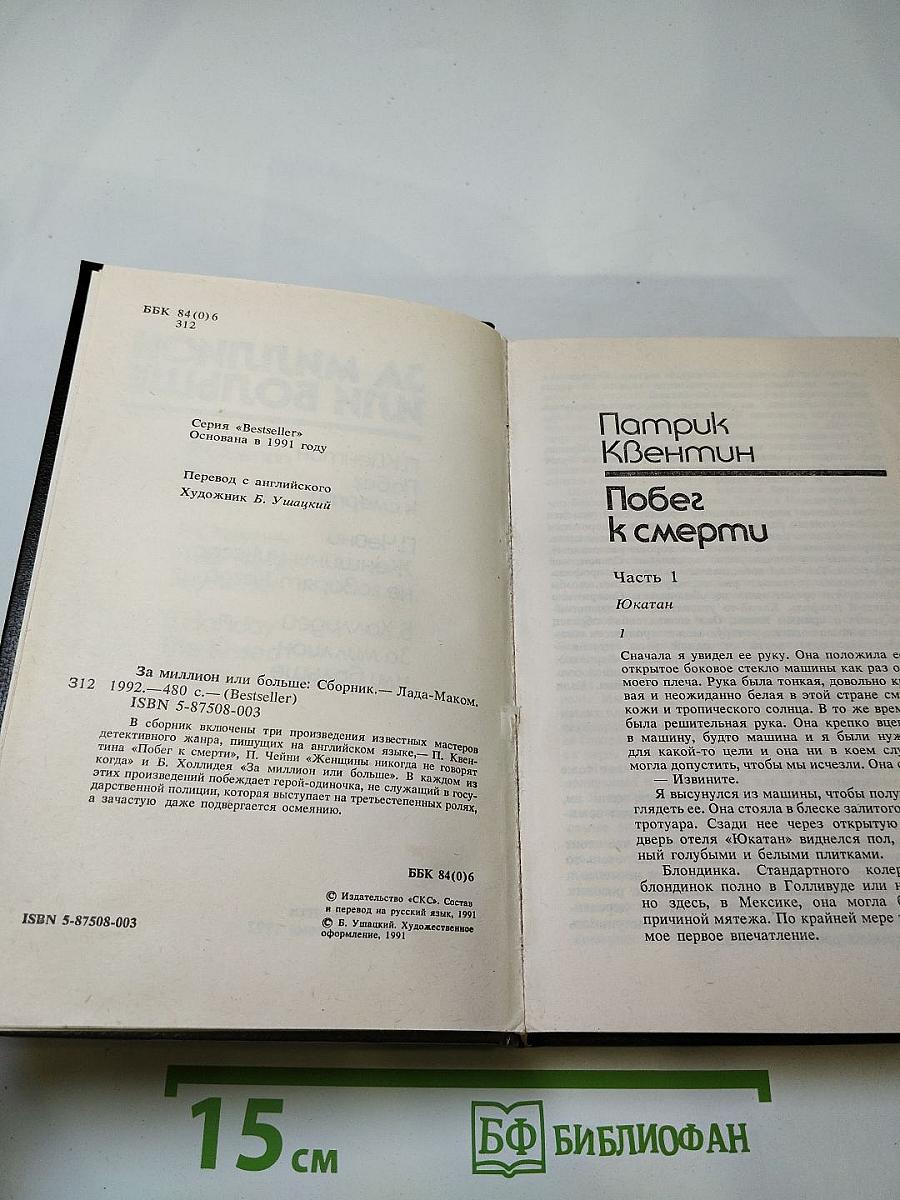 ББК 84(0)6
312
Серия «Bestseller»
Основана в 1991 году
Перевод с английского
Художник Б. Ушацкий
За миллион или больше: Сборник.— Лада-Маком.
З12 1992.—480 с.— (Bestseller)
ISBN 5-87508-003
В сборник включены три произведения известных мастеров
детективного жанра, пишущих на английском языке,— П. Квен-
тина «Побег к смерти», П. Чейни «Женщины никогда не говорят
когда» и Б. Холлидея «За миллион или больше». В каждом из
этих произведений побеждает герой-одиночка, не служащий в госу-
дарственной полиции, которая выступает на третьестепенных ролях,
а зачастую даже подвергается осмеянию.
ББК 84(0)6
ISBN 5-87508-003
© Издательство «СКС». Состав
и перевод на русский язык, 1991
© Б. Ушацкий. Художественное
оформление, 1991
Патрик
Квентин
Побег
к смерти
Часть 1
Юкатан
1
Сначала я увидел ее руку. Она положила
открытое боковое стекло машины как раз
моего плеча. Рука была тонкая, довольно
вая и неожиданно белая в этой стране
кожи и тропического солнца. В то же
была решительная рука. Она крепко
в машину, будто машина и я были
для какой-то цели и она ни в коем
могла допустить, чтобы мы исчезли. Она
— Извините.
Я высунулся из машины, чтобы
глядеть ее. Она стояла в блеске залитого
тротуара. Сзади нее через открытую
дверь отеля «Юкатан» виднелся пол,
ный голубыми и белыми плитками.
Блондинка. Стандартного
блондинок полно в Голливуде или
но здесь, в Мексике, она могла
причиной мятежа. По крайней мере
мое первое впечатление.
15 см
БФ БИБЛИОФАН